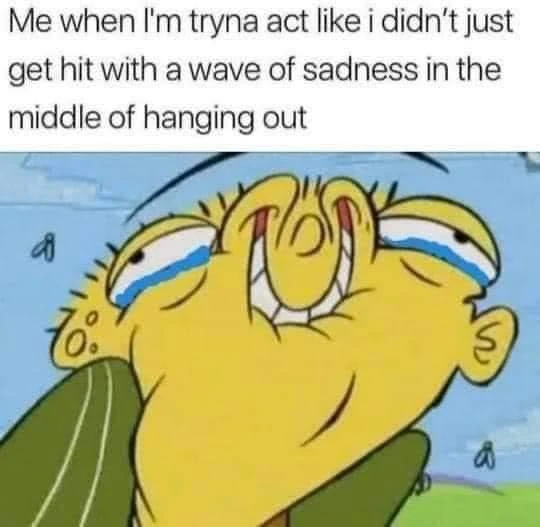 Me when I'm tryna act like i didn't just
get hit with a wave of sadness in the
middle of hanging out